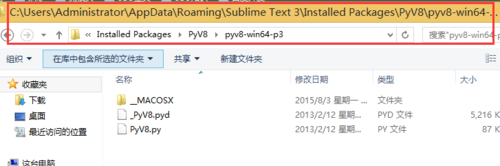 C:\Users\Administrator\AppData\Roaming\Sublime Text 3\Installed Packages\PyV8\pyv8-win64-...
« Installed Packages ▸ PyV8 ▸ pyv8-win64-p3
搜索"pyv8-win64-p
组织 在库中包含所选的文件夹 共享 新建文件夹
收藏夹
下载
桌面
最近访问的位置
这台电脑
名称 修改日期 类型 大小
__MACOSX 2015/8/3 星期一 ... 文件夹
_PyV8.pyd 2013/2/12 星期... PYD 文件 5,216 K
PyV8.py 2013/2/12 星期... PY 文件 87 K